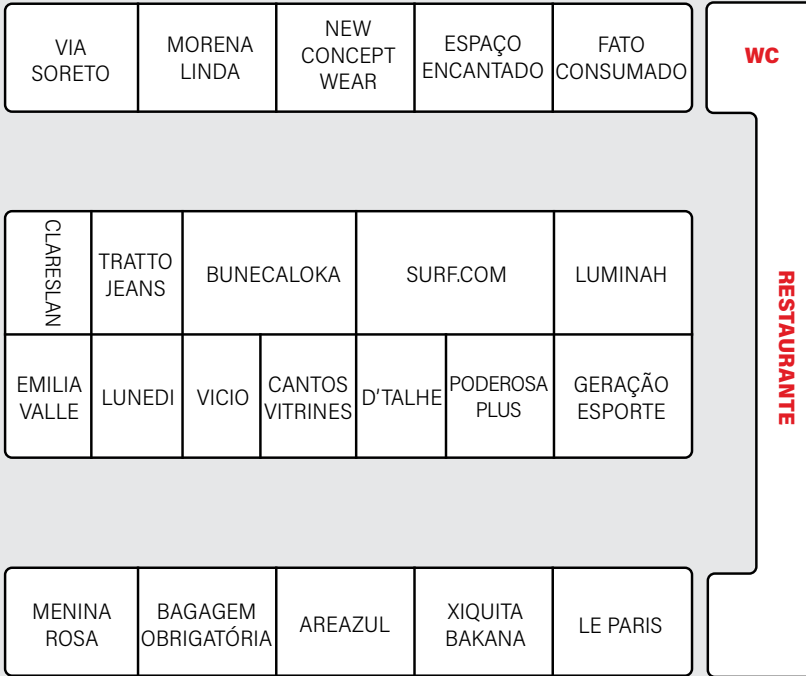 VIA
SORETO
MORENA
LINDA
NEW
CONCEPT
WEAR
ESPAÇO
ENCANTADO
FATO
CONSUMADO
WC
CLARESLAN
TRATTO
JEANS
BUNECALOKA
SURF.COM
LUMINAH
RESTAURANTE
EMILIA
VALLE
LUNEDI
VICIO
CANTOS
VITRINES
D'TALHE
PODEROSA
PLUS
GERAÇÃO
ESPORTE
MENINA
ROSA
BAGAGEM
OBRIGATÓRIA
AREAZUL
XIQUITA
BAKANA
LE PARIS